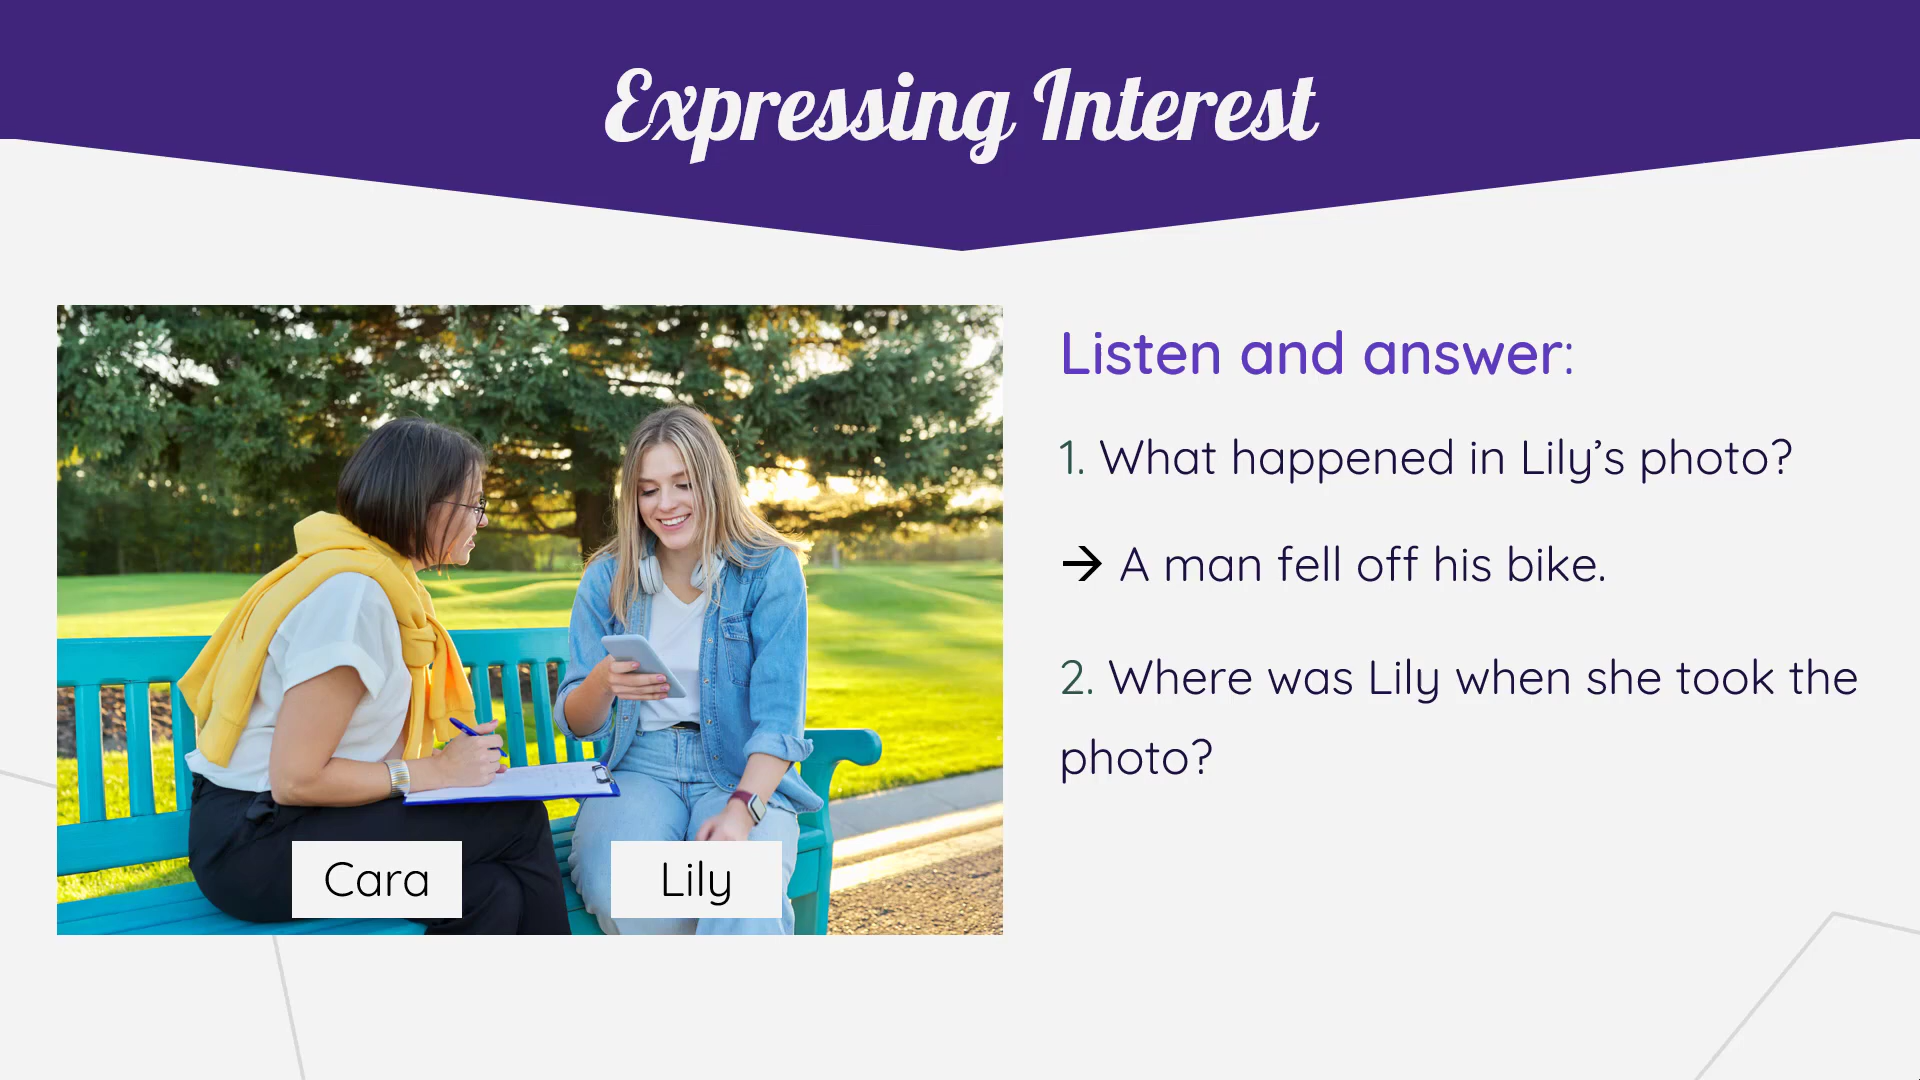 Expressing Interest
Listen and answer:
1. What happened in Lily’s photo?
→ A man fell off his bike.
2. Where was Lily when she took the
photo?
Cara
Lily